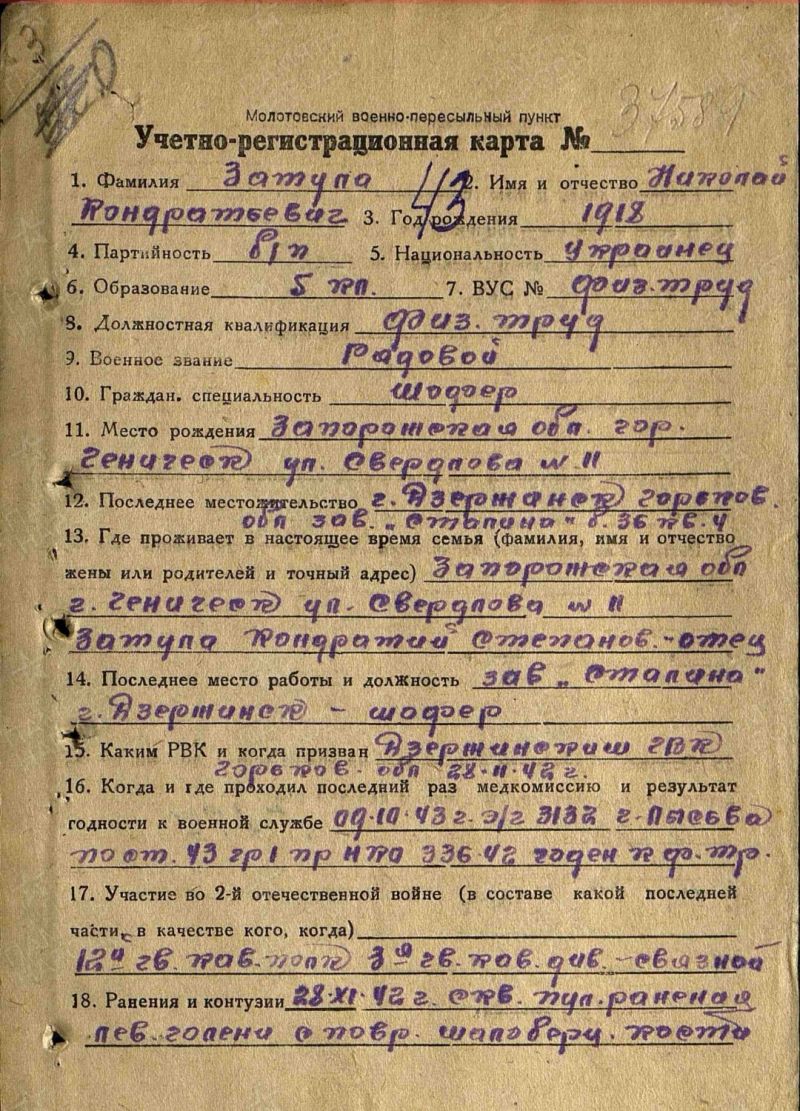 37584
Молотовский военно-пересыльный пункт
Учетно-регистрационная карта №
1. Фамилия Затула 2. Имя и отчество Николай
Кондратьевич 3. Год рождения 1912
4. Партийность б/п 5. Национальность Украинец
6. Образование 5 кл. 7. ВУС № физ. труд
8. Должностная квалификация физ. труд
9. Военное звание Рядовой
10. Граждан. специальность Шофер
11. Место рождения Запорожская обл. гор.
Геническ ул. Свердлова № 11
12. Последнее местожительство г. Дзержинск Горьков.
обл зав. „Сталина" б. 36 кв. 4
13. Где проживает в настоящее время семья (фамилия, имя и отчество
жены или родителей и точный адрес) Запорожская обл
г. Геническ ул. Свердлова № 11
Затула Кондратий Степанов. - отец
14. Последнее место работы и должность зав „Сталина"
г. Дзержинск - шофер
15. Каким РВК и когда призван Дзержинским ГВК
Горьков. обл 28-11-42 г.
16. Когда и где проходил последний раз медкомиссию и результат
годности к военной службе 09.10.43 г. э/г 3132 г. Лысьва
по ст. 43 гр I пр НКО 336-42 годен к ф. тр.
17. Участие во 2-й отечественной войне (в составе какой последней
части, в качестве кого, когда)
12й гв. кав. полк 3й гв. кав. див. - связной
18. Ранения и контузии 28-XI-42 г. скв. пул. ранения
лев. голени с повр. м/берц. кости